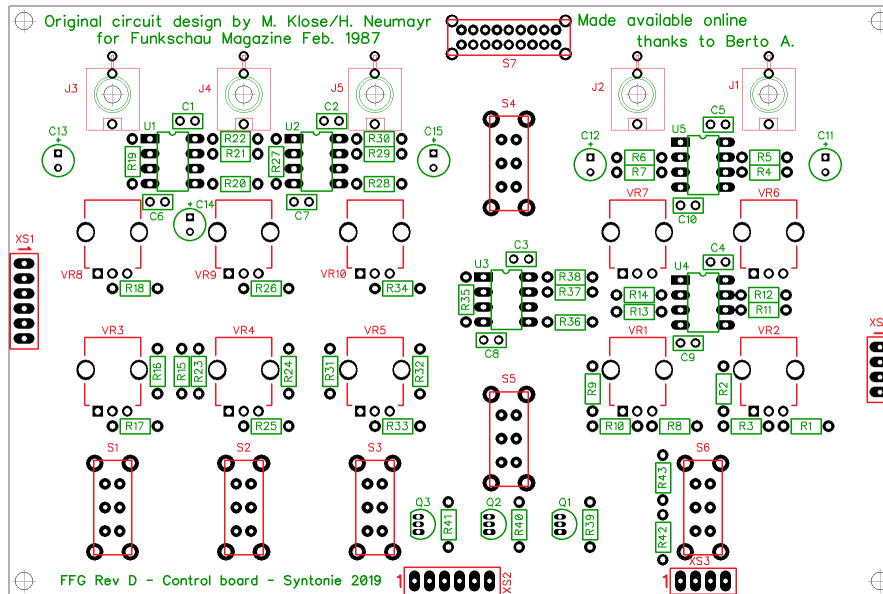 Original circuit design by M. Klose/H. Neumayr
for Funkschau Magazine Feb. 1987
Made available online
thanks to Berto A.
S7
J3
J4
J5
J2
J1
C1
C2
S4
C5
C13
U1
R22
R21
U2
R30
R29
C15
C12
R6
R7
U5
R5
R4
C11
R19
R20
R27
R28
C6
C14
C7
C10
VR7
VR6
XS1
1
VR8
VR9
VR10
R18
R26
R34
C3
U3
R38
R37
R35
R36
C8
C4
U4
R14
R13
R12
R11
C9
XS
VR3
VR4
VR5
VR1
VR2
R16
R15
R23
R24
R31
R32
R9
R2
S5
R17
R25
R33
R10
R8
R3
R1
S1
S2
S3
S6
R43
R42
Q3
R41
Q2
R40
Q1
R39
XS3
1
XS2
1
FFG Rev D - Control board - Syntonie 2019